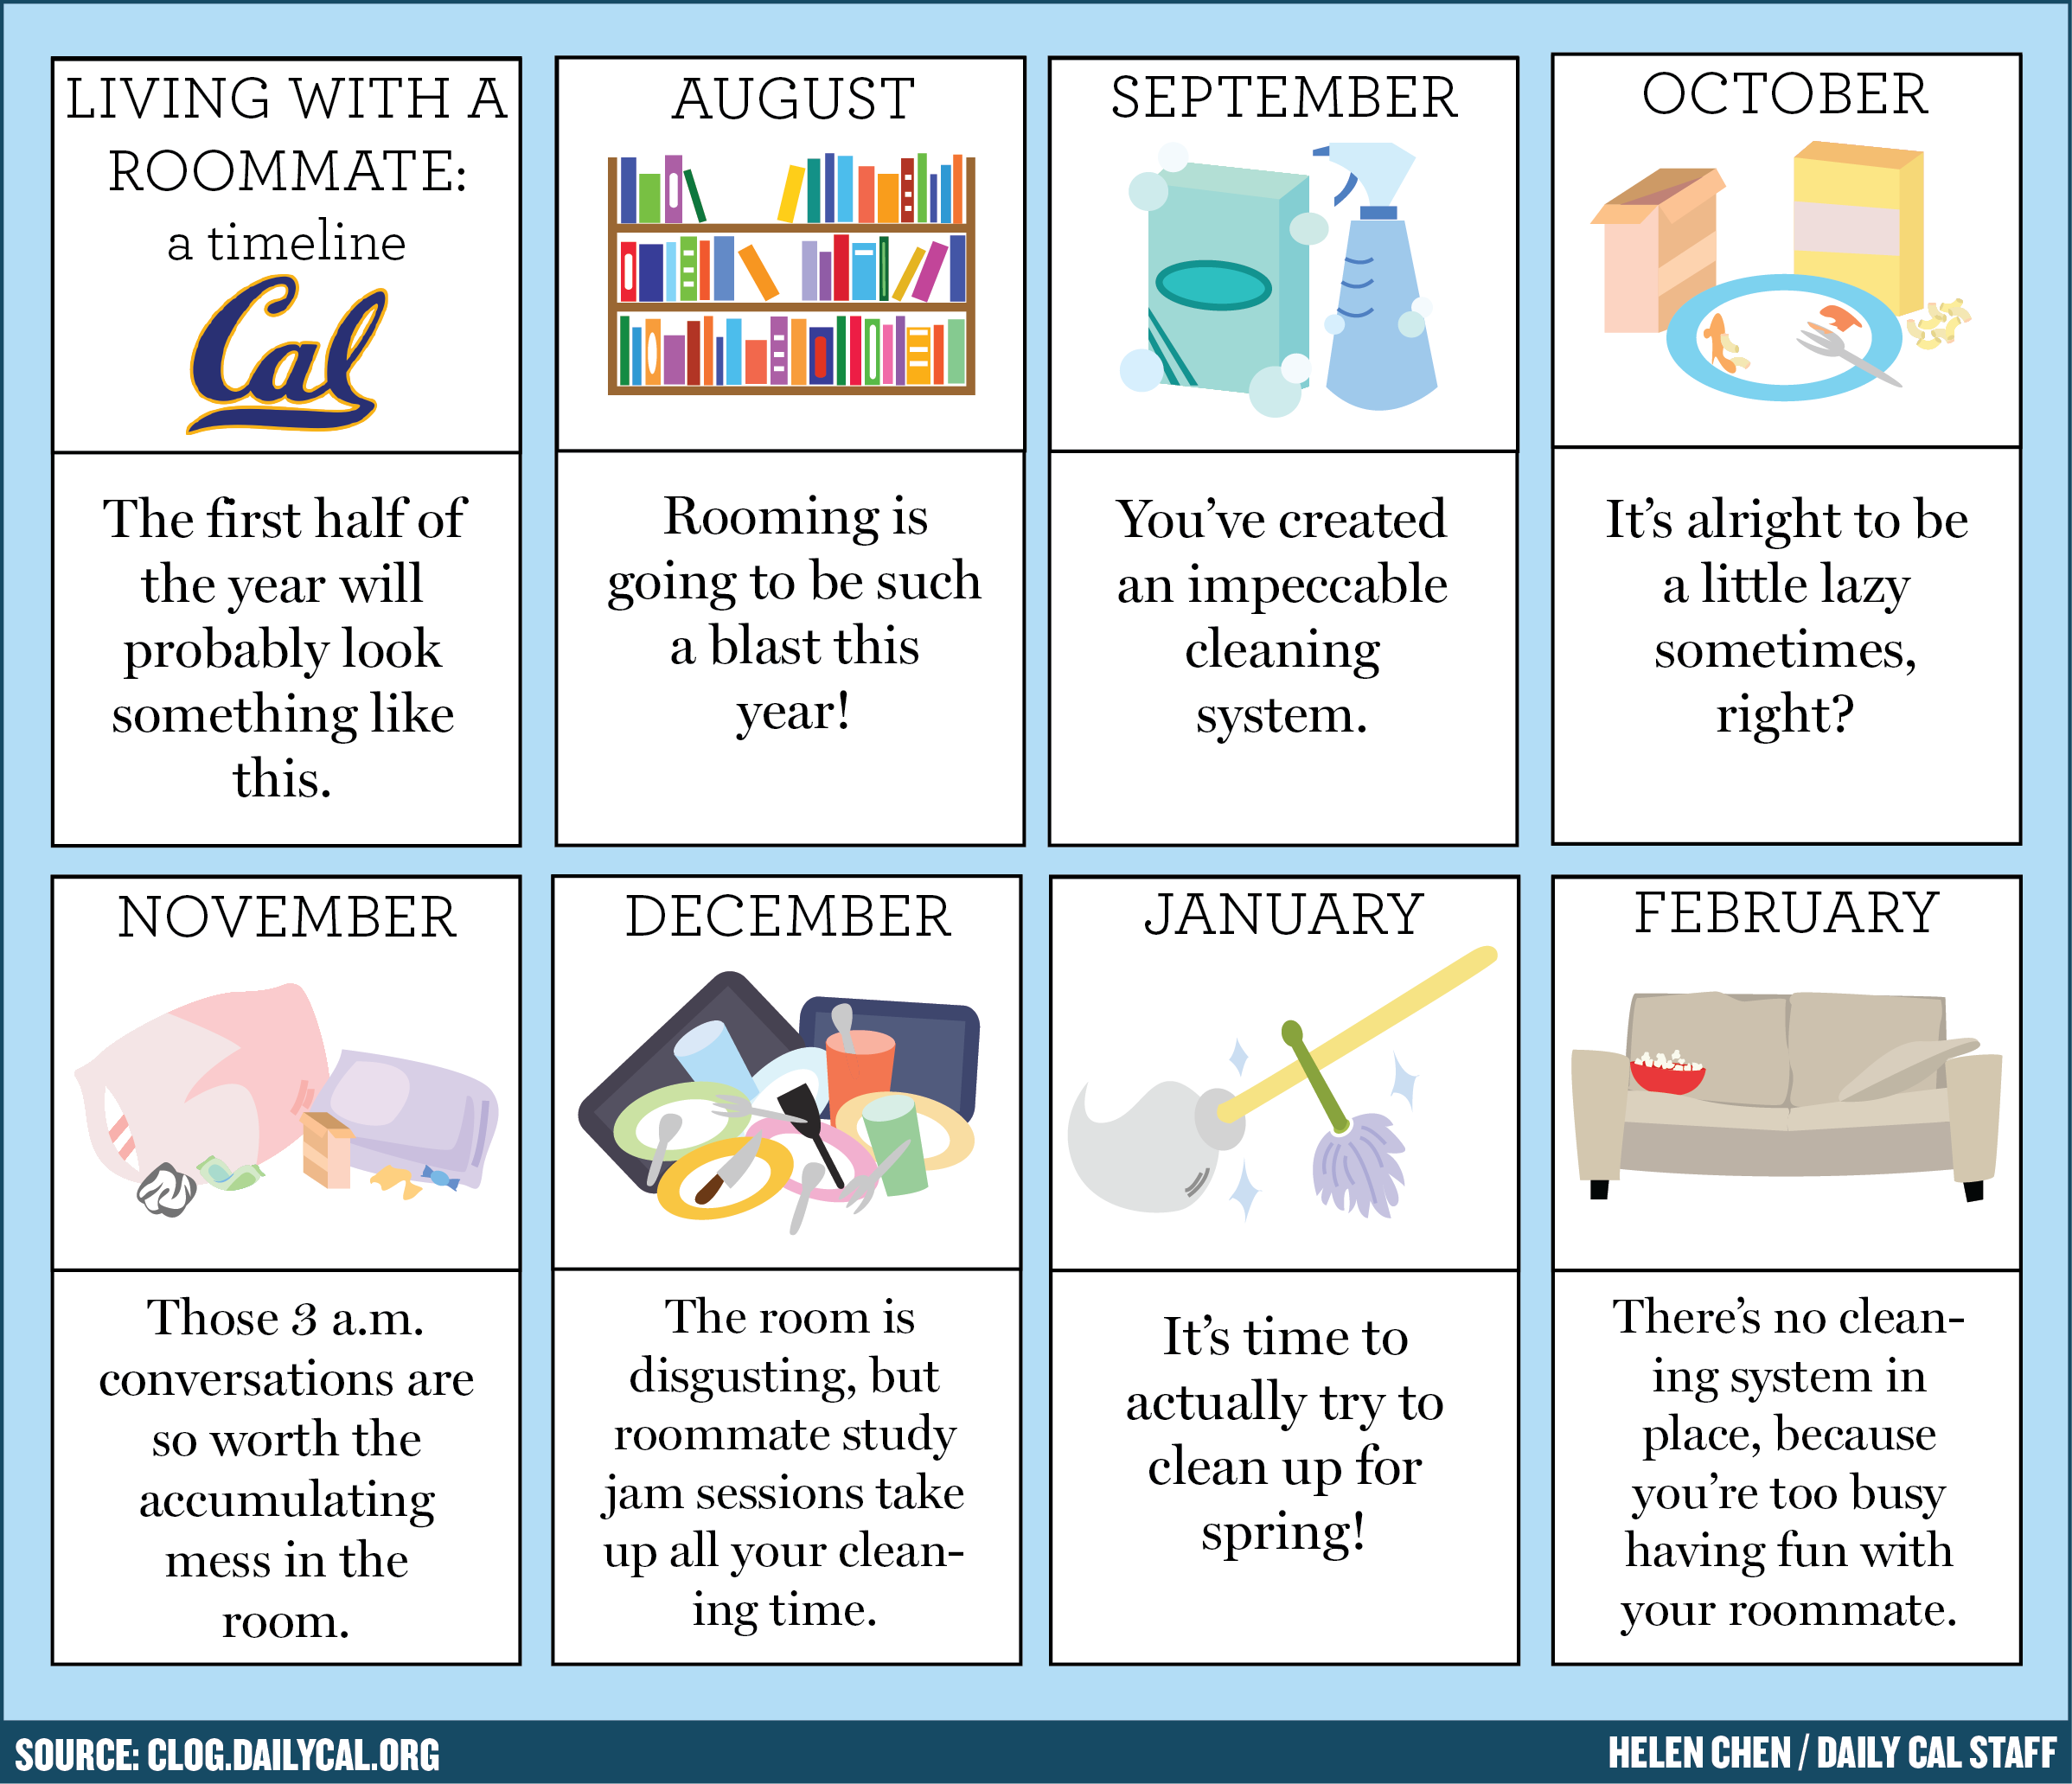 LIVING WITH A
ROOMMATE:
a timeline
Cal
The first half of
the year will
probably look
something like
this.
AUGUST
Rooming is
going to be such
a blast this
year!
SEPTEMBER
You've created
an impeccable
cleaning
system.
OCTOBER
It's alright to be
a little lazy
sometimes,
right?
NOVEMBER
Those 3 a.m.
conversations are
so worth the
accumulating
mess in the
room.
DECEMBER
The room is
disgusting, but
roommate study
jam sessions take
up all your clean-
ing time.
JANUARY
It's time to
actually try to
clean up for
spring!
FEBRUARY
There's no clean-
ing system in
place, because
you're too busy
having fun with
your roommate.
SOURCE: CLOG.DAILYCAL.ORG
HELEN CHEN / DAILY CAL STAFF